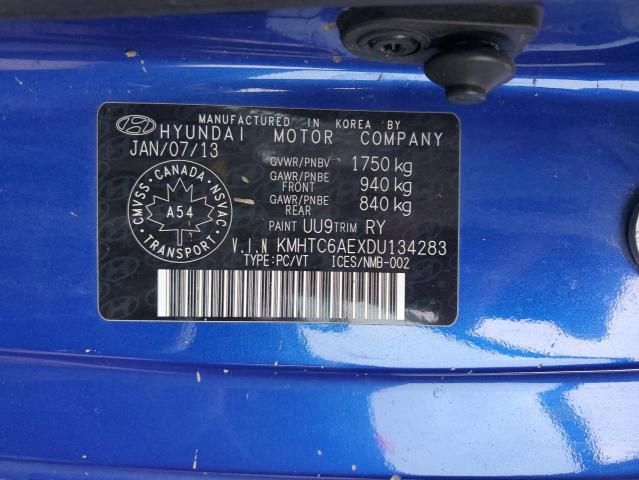 MANUFACTURED IN KOREA BY
HYUNDAI MOTOR COMPANY
JAN/07/13 GVWR/PNBV 1750 kg
GAWR/PNBE FRONT 940 kg
GAWR/PNBE REAR 840 kg
CMVSS • CANADA • NSVAC
A54
TRANSPORT
PAINT UU9 TRIM RY
V.I.N KMHTC6AEXDU134283
TYPE:PC/VT ICES/NMB-002